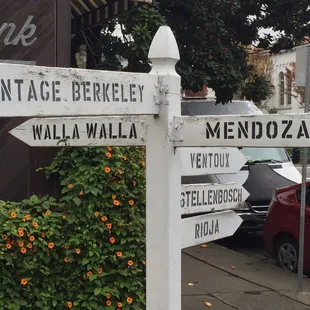 nk
NTAGE BERKELEY
WALLA WALLA
MENDOZA
VENTOUX
STELLENBOSCH
RIOJA